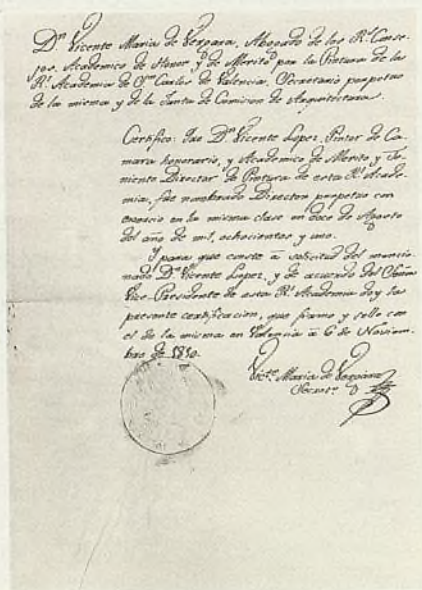 Dn. Vicente Maria de Vergara, Abogado de los Rs. Conse-
jos, Academico de Honor y de Merito por la Pintura de la
Rl. Academia de Sn. Carlos de Valencia, Secretario perpetuo
de la misma y de la Junta de Comision de Arquitectura.
Certifico: Que Dn. Vicente Lopez, Pintor de Ca-
mara honorario, y Academico de Merito y Te-
niente Director de Pintura de esta Rl. Acade-
mia, fue nombrado Director perpetuo con
exercicio en la misma clase en doce de Agosto
del año de mil, ochocientos y uno.
Y para que conste a solicitud del mencio-
nado Dn. Vicente Lopez, y de acuerdo del Señor
Vice-Presidente de esta Rl. Academia doy la
presente certificacion, que firmo y sello con
el de la misma en Valencia a 6 de Noviem-
bre de 1810.
Victe. Maria de Vergara
Secreto.